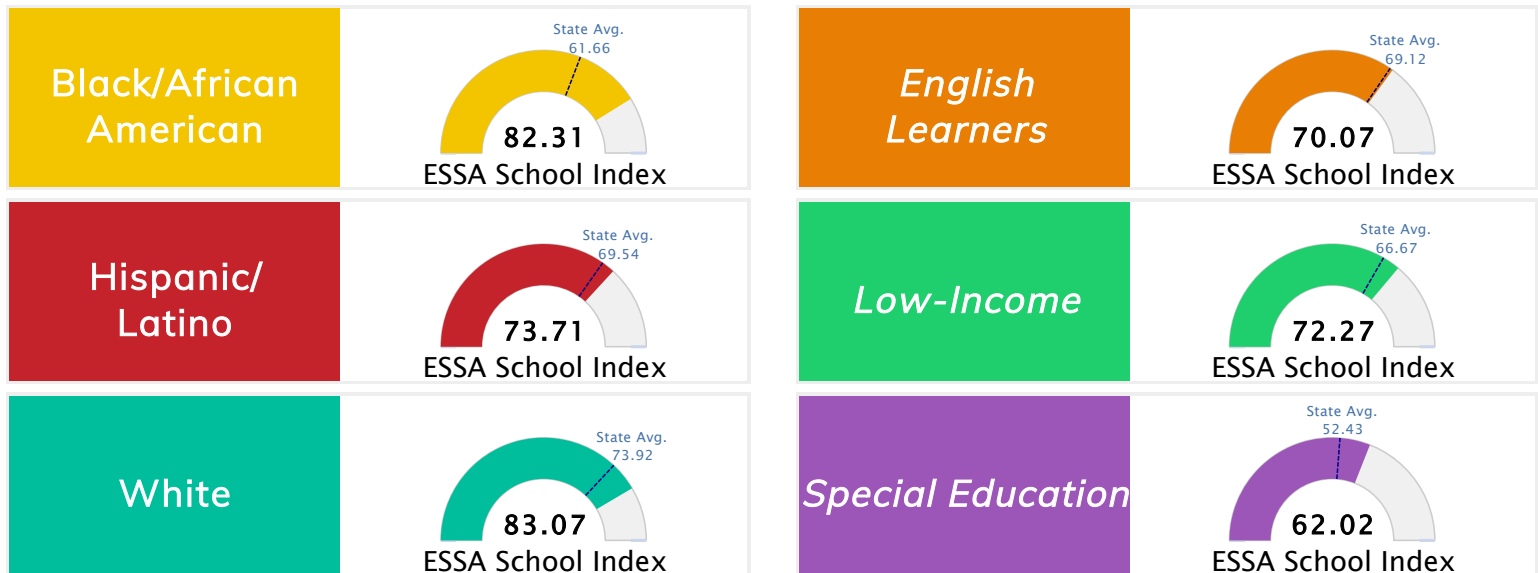 Black/African
American
State Avg.
61.66
82.31
ESSA School Index
English
Learners
State Avg.
69.12
70.07
ESSA School Index
Hispanic/
Latino
State Avg.
69.54
73.71
ESSA School Index
Low-Income
State Avg.
66.67
72.27
ESSA School Index
White
State Avg.
73.92
83.07
ESSA School Index
Special Education
State Avg.
52.43
62.02
ESSA School Index